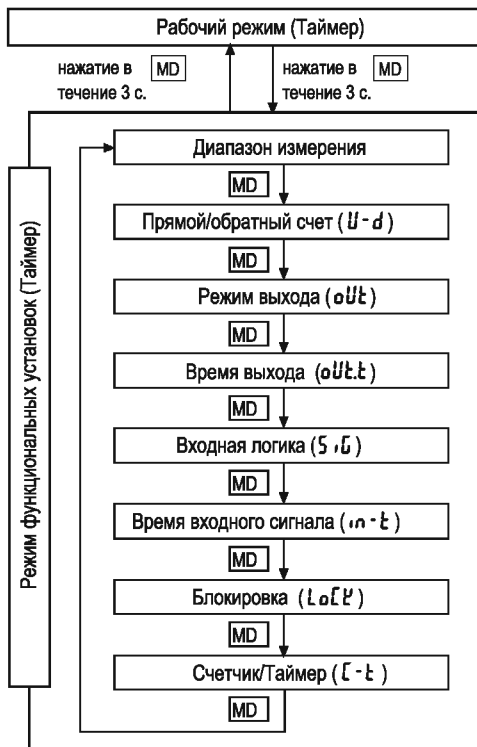 Рабочий режим (Таймер)
нажатие в MD
течение 3 с.
нажатие в MD
течение 3 с.
Режим функциональных установок (Таймер)
Диапазон измерения
MD
Прямой/обратный счет (U-d)
MD
Режим выхода (oUt)
MD
Время выхода (oUt.t)
MD
Входная логика (SiG)
MD
Время входного сигнала (in-t)
MD
Блокировка (LoCK)
MD
Счетчик/Таймер (C-t)
MD